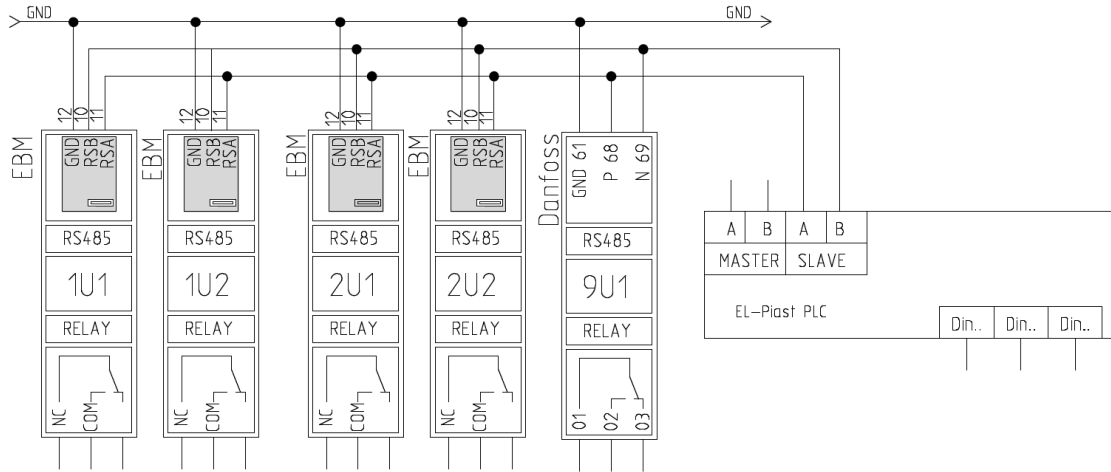 GND GND
12 10 11 12 10 11 12 10 11 12 10 11
EBM GND RSB RSA
EBM GND RSB RSA
EBM GND RSB RSA
EBM GND RSB RSA
Danfoss GND 61 P 68 N 69
A B A B
MASTER SLAVE
RS485 RS485 RS485 RS485 RS485
1U1 1U2 2U1 2U2 9U1
EL-Piast PLC
Din.. Din.. Din..
RELAY RELAY RELAY RELAY RELAY
NC COM NC COM NC COM NC COM 01 02 03